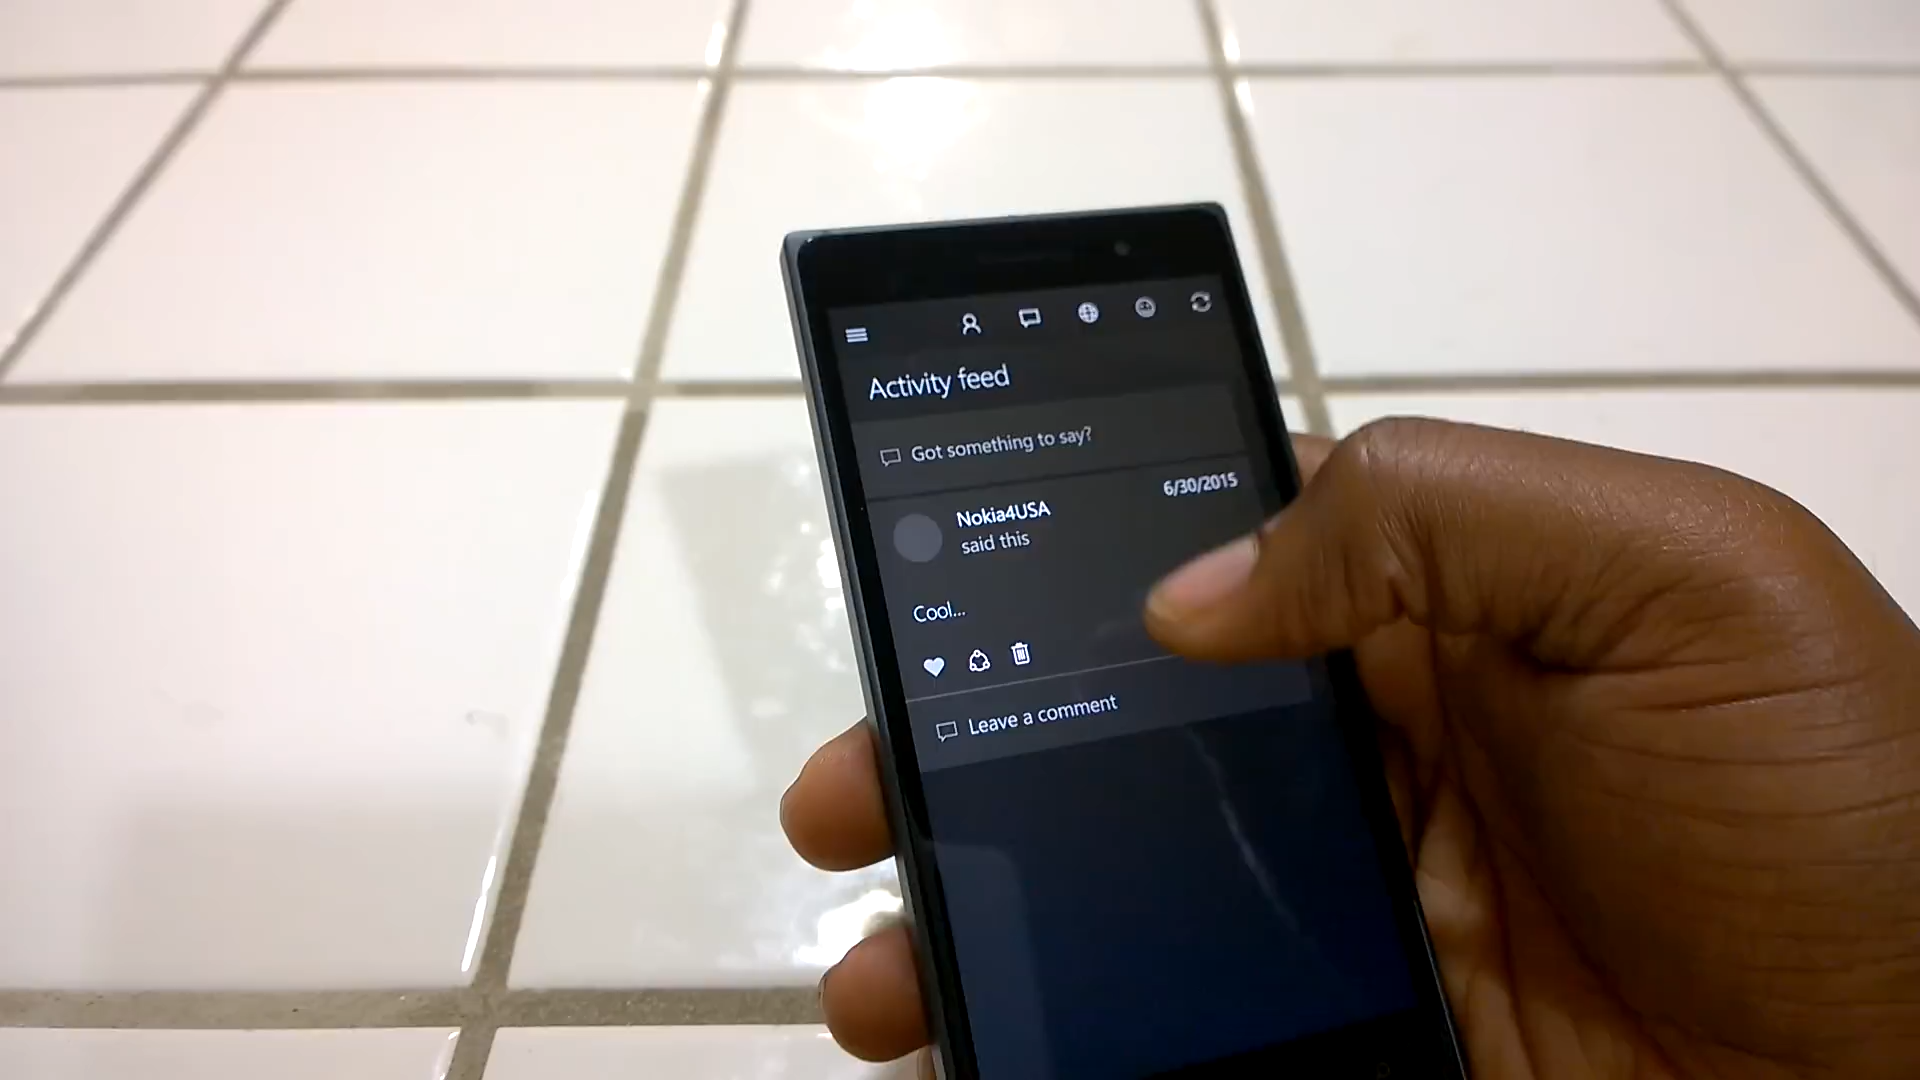 Activity feed
Got something to say?
6/30/2015
Nokia4USA
said this
Cool...
Leave a comment